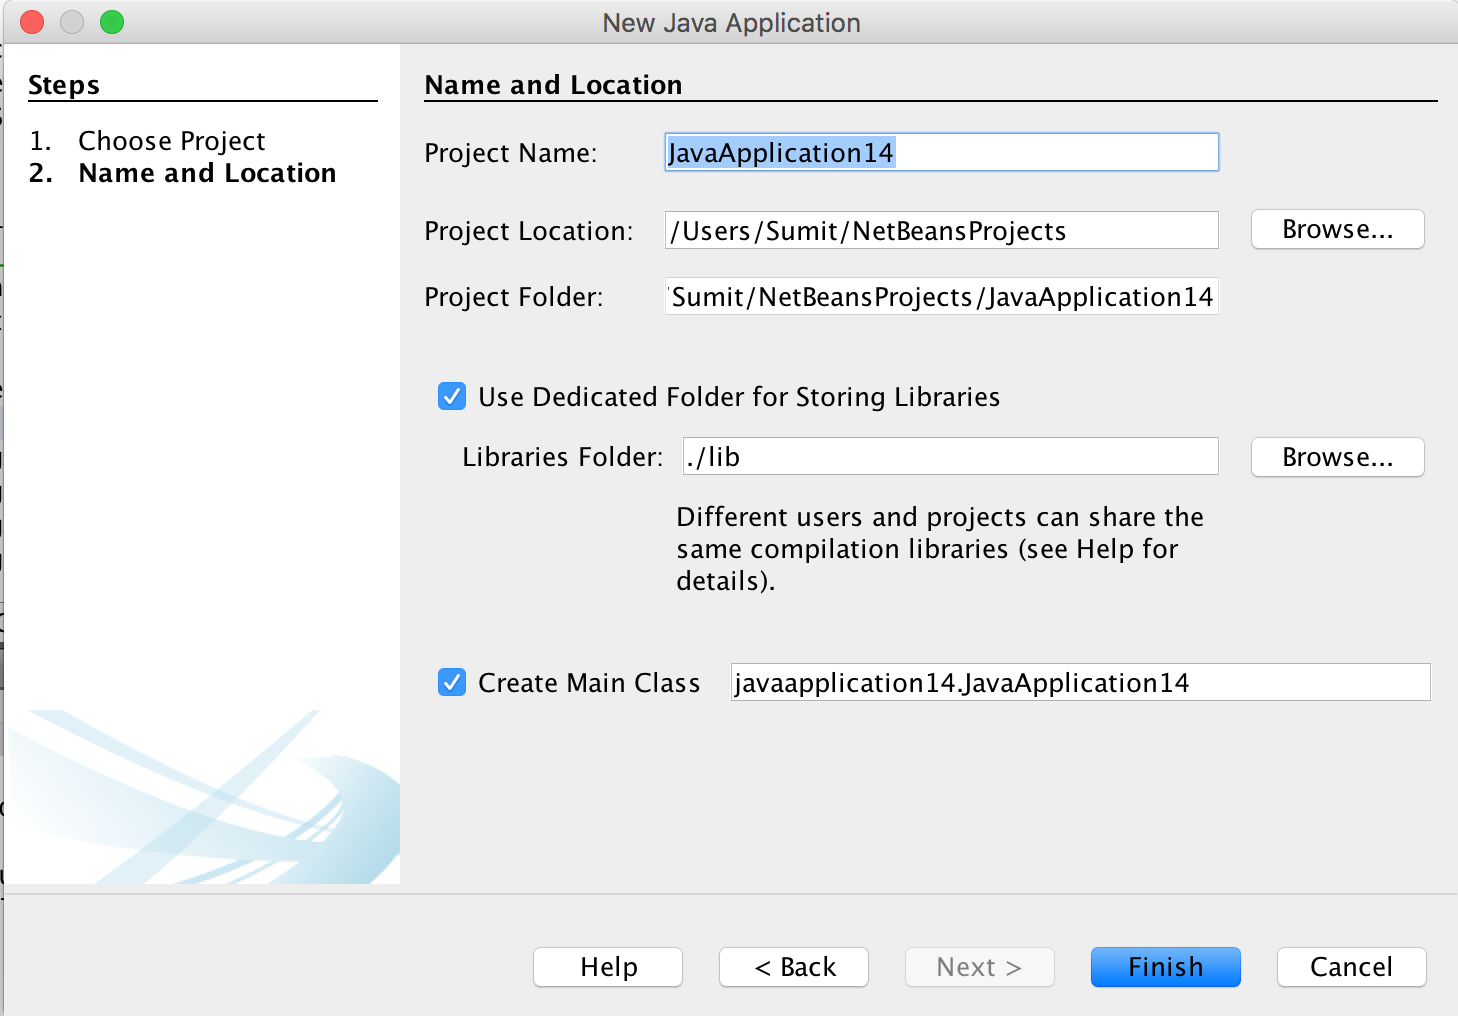 New Java Application
Steps
1. Choose Project
2. Name and Location
Name and Location
Project Name: JavaApplication14
Project Location: /Users/Sumit/NetBeansProjects Browse...
Project Folder: Sumit/NetBeansProjects/JavaApplication14
Use Dedicated Folder for Storing Libraries
Libraries Folder: ./lib Browse...
Different users and projects can share the
same compilation libraries (see Help for
details).
Create Main Class javaapplication14.JavaApplication14
Help < Back Next > Finish Cancel